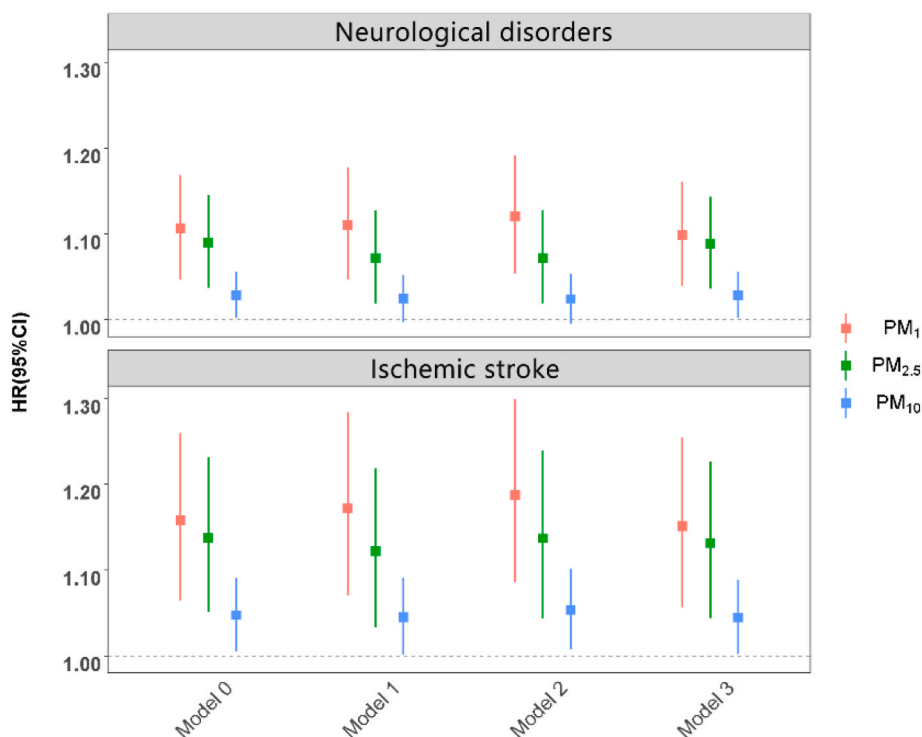 Neurological disorders
1.30
1.20
1.10
1.00
Ischemic stroke
1.30
1.20
1.10
1.00
HR(95%CI)
Model 0
Model 1
Model 2
Model 3
PM1
PM2.5
PM10